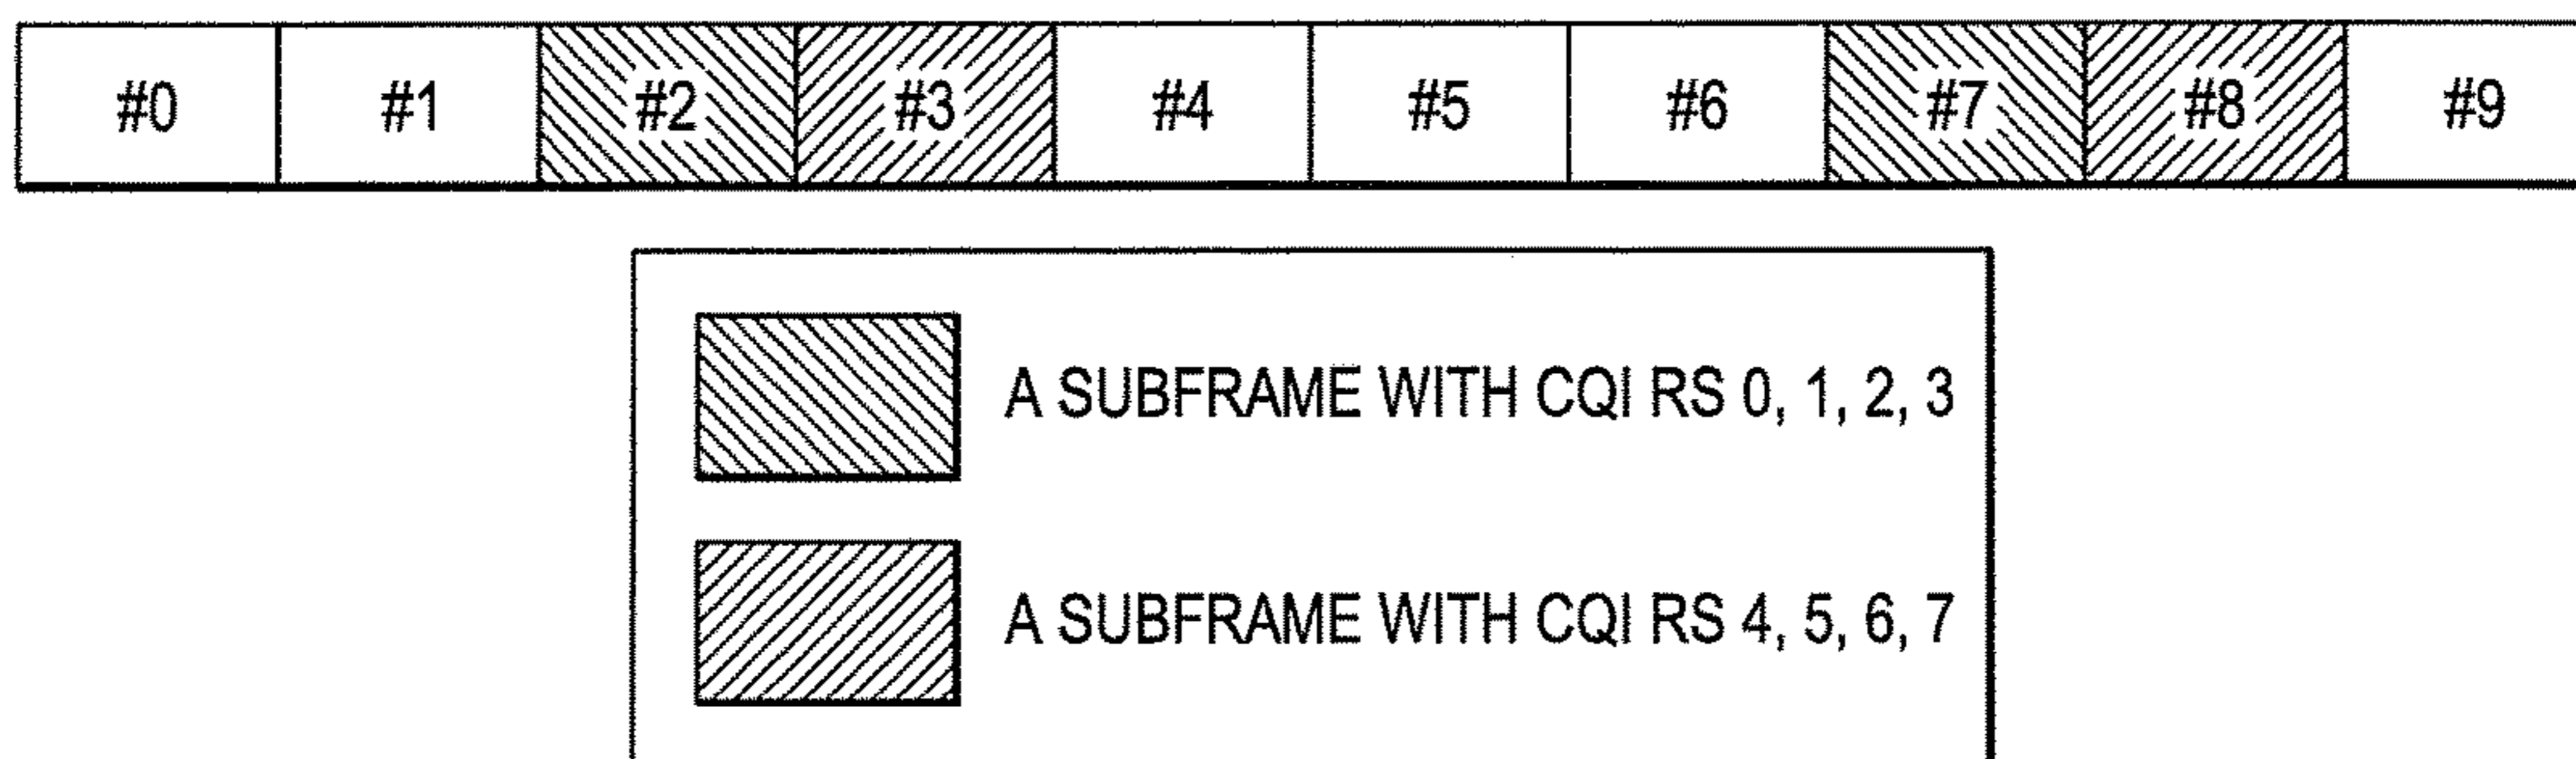 #0 #1 #2 #3 #4 #5 #6 #7 #8 #9
A SUBFRAME WITH CQI RS 0, 1, 2, 3
A SUBFRAME WITH CQI RS 4, 5, 6, 7